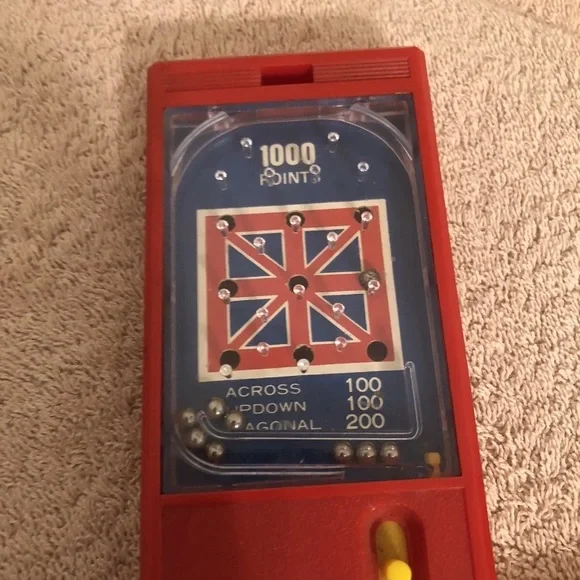 1000
POINTS
ACROSS 100
UPDOWN 100
DIAGONAL 200